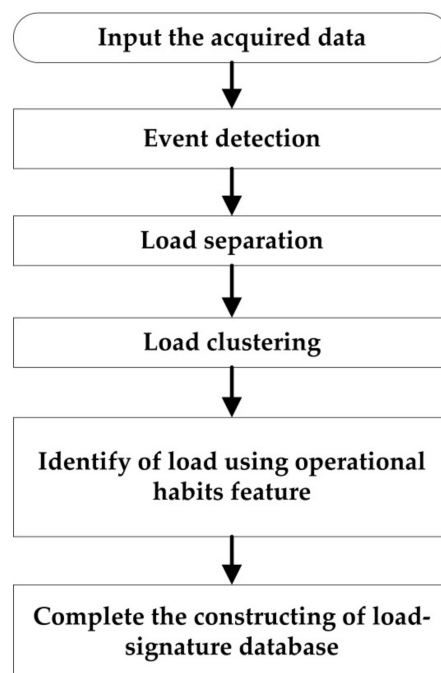 Input the acquired data
Event detection
Load separation
Load clustering
Identify of load using operational
habits feature
Complete the constructing of load-
signature database